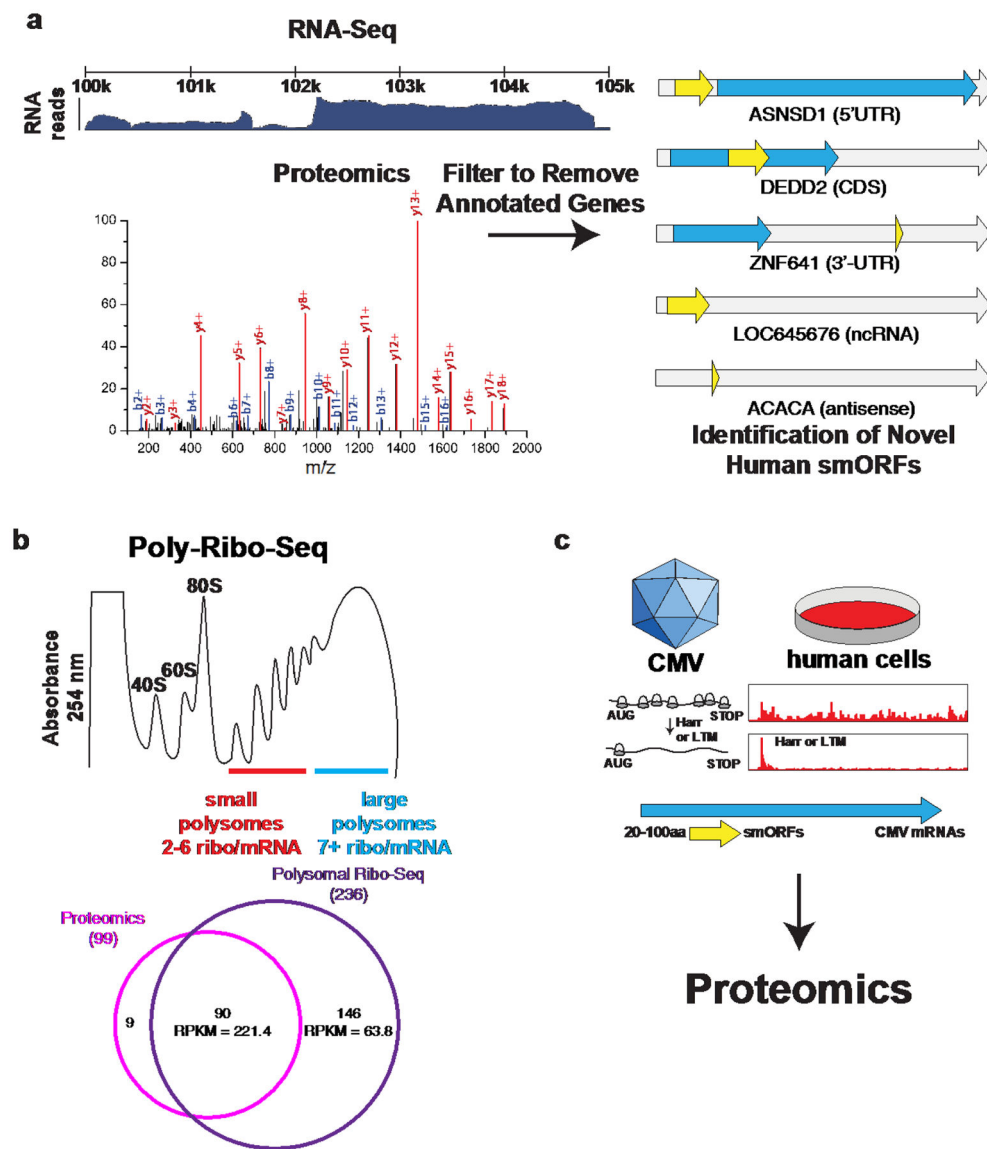 a
RNA-Seq
100k 101k 102k 103k 104k 105k
RNA
reads
Proteomics
Filter to Remove
Annotated Genes
100
80
60
40
20
0
y13+
y8+
y4+
y11+
y6+
y5+
y12+
y10+
y15+
b8+
y9+
b10+
y14+
y17+
y18+
b2+
y2+
b3+
y3+
b4+
b6+
b7+
y7+
b9+
b11+
b12+
b13+
b15+
b16+
y16+
200 400 600 800 1000 1200 1400 1600 1800 2000
m/z
ASNSD1 (5'UTR)
DEDD2 (CDS)
ZNF641 (3'-UTR)
LOC645676 (ncRNA)
ACACA (antisense)
Identification of Novel
Human smORFs
b
Poly-Ribo-Seq
Absorbance
254 nm
40S
60S
80S
small
polysomes
2-6 ribo/mRNA
large
polysomes
7+ ribo/mRNA
Polysomal Ribo-Seq
(236)
Proteomics
(99)
9
90
RPKM = 221.4
146
RPKM = 63.8
c
CMV
human cells
AUG STOP
Harr
or LTM
AUG STOP
Harr or LTM
20-100aa smORFs CMV mRNAs
Proteomics